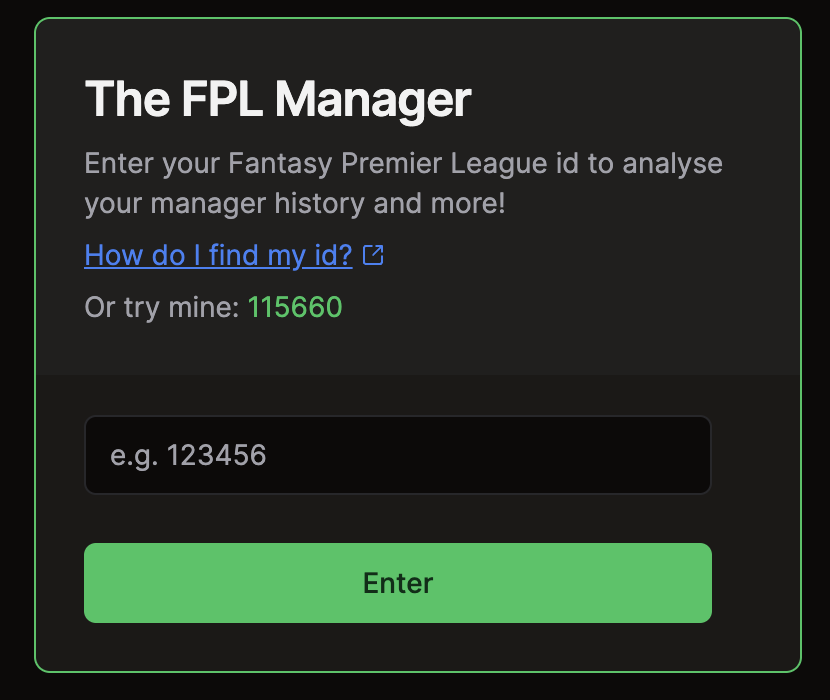 The FPL Manager
Enter your Fantasy Premier League id to analyse
your manager history and more!
How do I find my id?
Or try mine: 115660
e.g. 123456
Enter